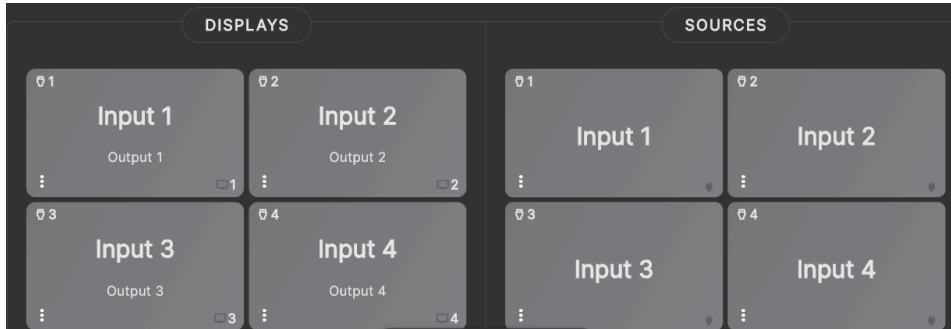 DISPLAYS
1
Input 1
Output 1
1
2
Input 2
Output 2
2
3
Input 3
Output 3
3
4
Input 4
Output 4
4
SOURCES
1
Input 1
2
Input 2
3
Input 3
4
Input 4